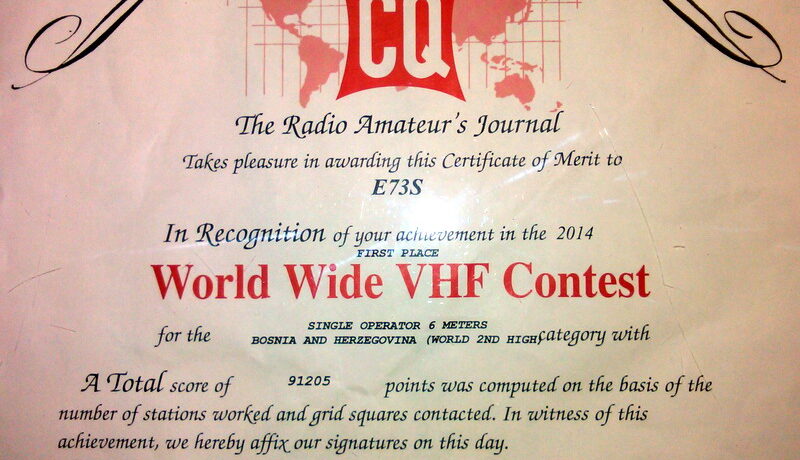 CQ
The Radio Amateur's Journal
Takes pleasure in awarding this Certificate of Merit to
E73S
In Recognition of your achievement in the 2014
FIRST PLACE
World Wide VHF Contest
SINGLE OPERATOR 6 METERS
for the BOSNIA AND HERZEGOVINA (WORLD 2ND HIGH, category with
A Total score of 91205 points was computed on the basis of the
number of stations worked and grid squares contacted. In witness of this
achievement, we hereby affix our signatures on this day.